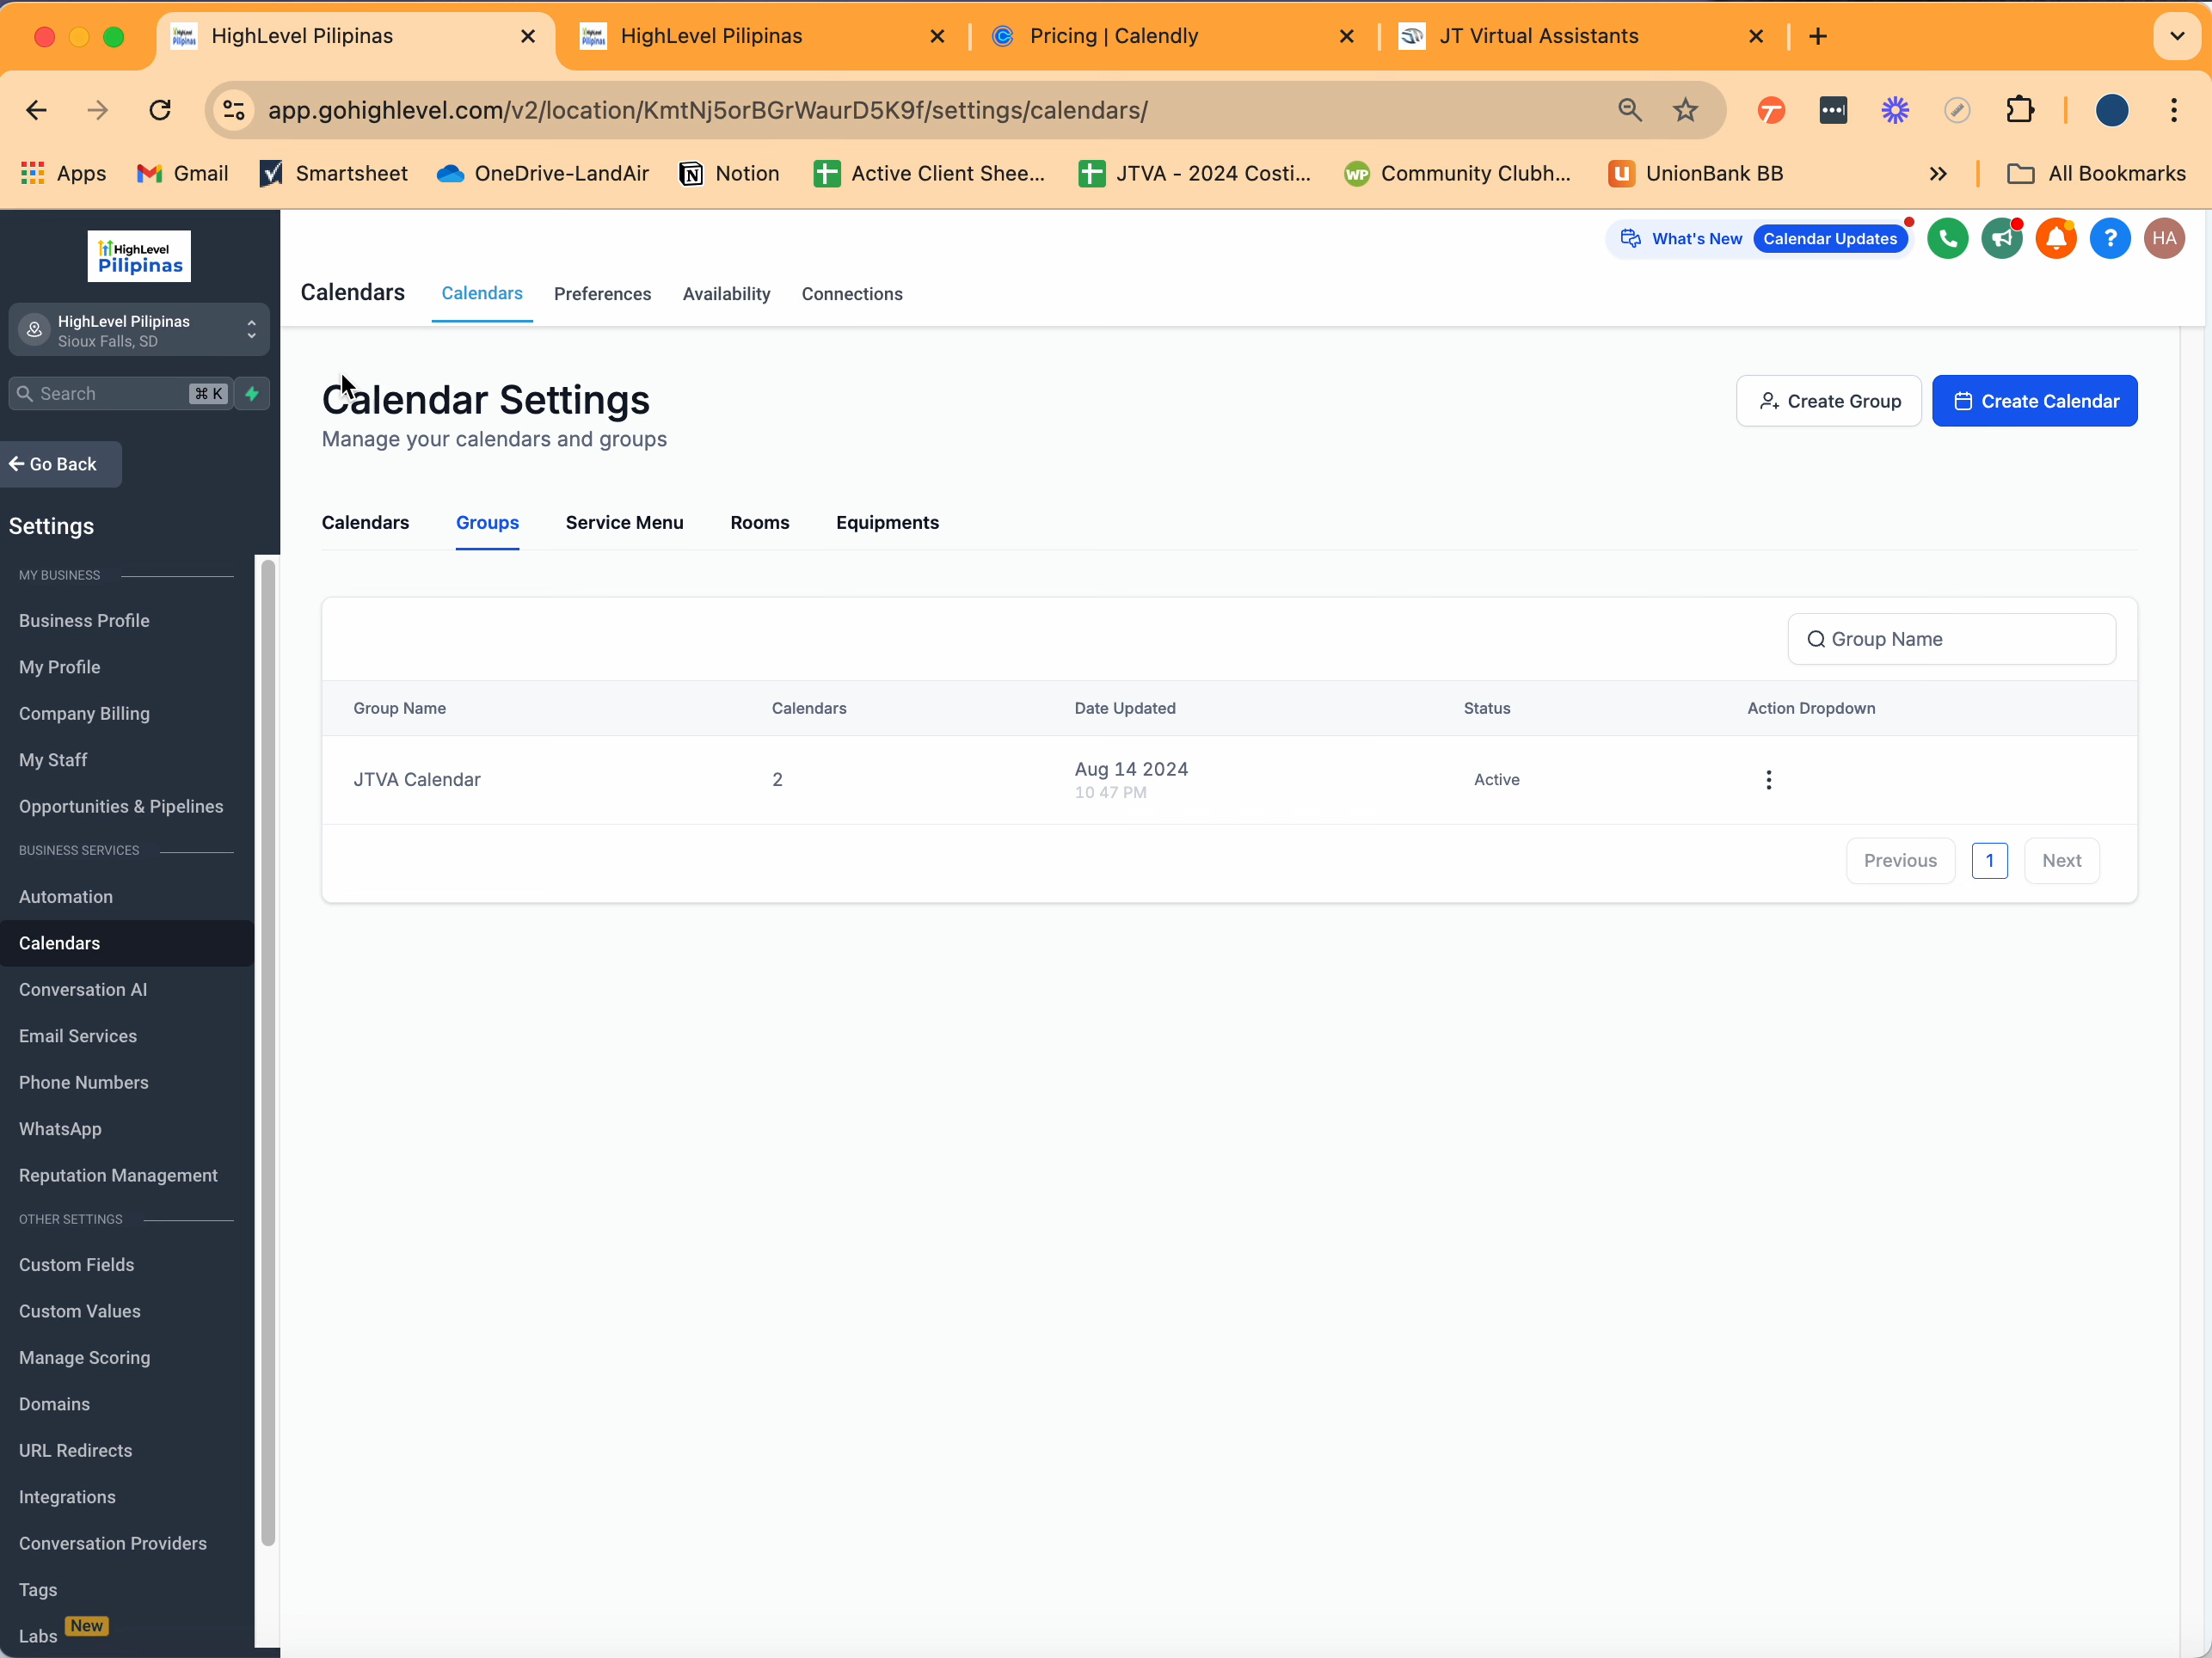 HighLevel Pilipinas
HighLevel Pilipinas
Pricing | Calendly
JT Virtual Assistants
app.gohighlevel.com/v2/location/KmtNj5orBGrWaurD5K9f/settings/calendars/
Apps
Gmail
Smartsheet
OneDrive-LandAir
Notion
Active Client Shee...
JTVA - 2024 Costi...
Community Clubh...
UnionBank BB
All Bookmarks
HighLevel
Pilipinas
HighLevel Pilipinas
Sioux Falls, SD
Search
⌘ K
Go Back
Settings
MY BUSINESS
Business Profile
My Profile
Company Billing
My Staff
Opportunities & Pipelines
BUSINESS SERVICES
Automation
Calendars
Conversation AI
Email Services
Phone Numbers
WhatsApp
Reputation Management
OTHER SETTINGS
Custom Fields
Custom Values
Manage Scoring
Domains
URL Redirects
Integrations
Conversation Providers
Tags
Labs New
What's New Calendar Updates
HA
Calendars
Calendars
Preferences
Availability
Connections
Calendar Settings
Manage your calendars and groups
Create Group
Create Calendar
Calendars
Groups
Service Menu
Rooms
Equipments
Group Name
Group Name
Calendars
Date Updated
Status
Action Dropdown
JTVA Calendar
2
Aug 14 2024
10 47 PM
Active
Previous
1
Next